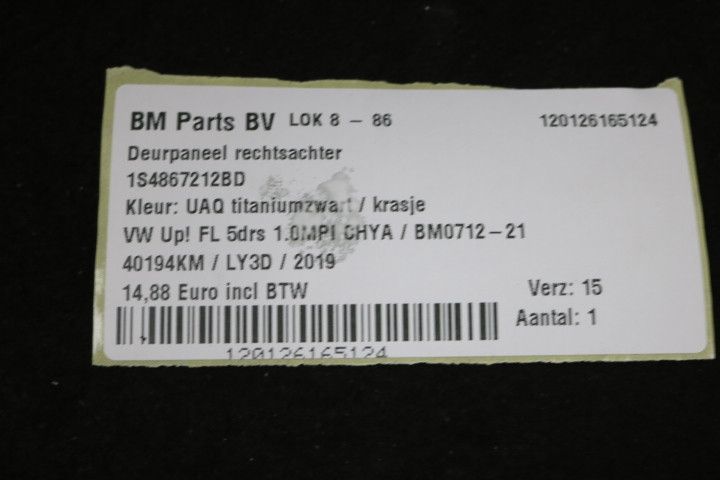 BM Parts BV LOK 8 - 86 120126165124
Deurpaneel rechtsachter
1S4867212BD
Kleur: UAQ titaniumzwart / krasje
VW Up! FL 5drs 1.0MPI CHYA / BM0712-21
40194KM / LY3D / 2019
14,88 Euro incl BTW Verz: 15
Aantal: 1
120126165124